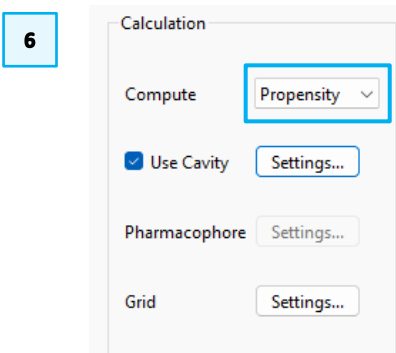 6
Calculation
Compute Propensity
Use Cavity Settings...
Pharmacophore Settings...
Grid Settings...